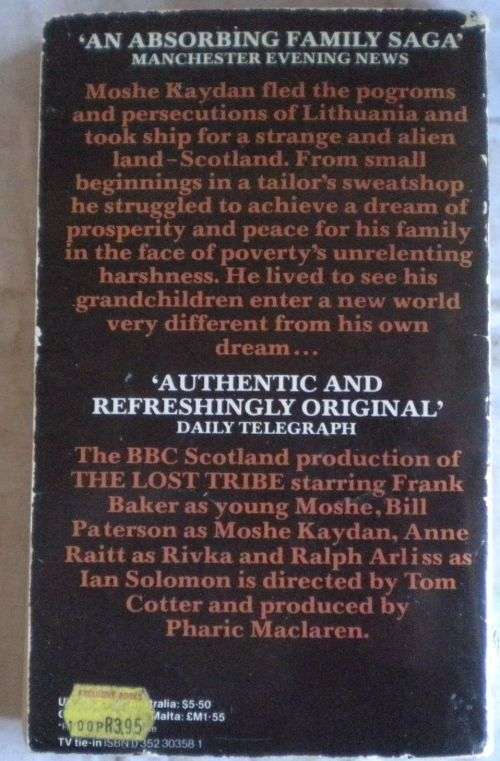 ‘AN ABSORBING FAMILY SAGA’
MANCHESTER EVENING NEWS
Moshe Kaydan fled the pogroms
and persecutions of Lithuania and
took ship for a strange and alien
land–Scotland. From small
beginnings in a tailor's sweatshop
he struggled to achieve a dream of
prosperity and peace for his family
in the face of poverty's unrelenting
harshness. He lived to see his
grandchildren enter a new world
very different from his own
dream...
‘AUTHENTIC AND
REFRESHINGLY ORIGINAL’
DAILY TELEGRAPH
The BBC Scotland production of
THE LOST TRIBE starring Frank
Baker as young Moshe, Bill
Paterson as Moshe Kaydan, Anne
Raitt as Rivka and Ralph Arliss as
Ian Solomon is directed by Tom
Cotter and produced by
Pharic Maclaren.
tralia: $5·50
Malta: £M1·55
EXCLUSIVE BOOKS
100P R3.95
TV tie-in ISBN 0 352 30358 1